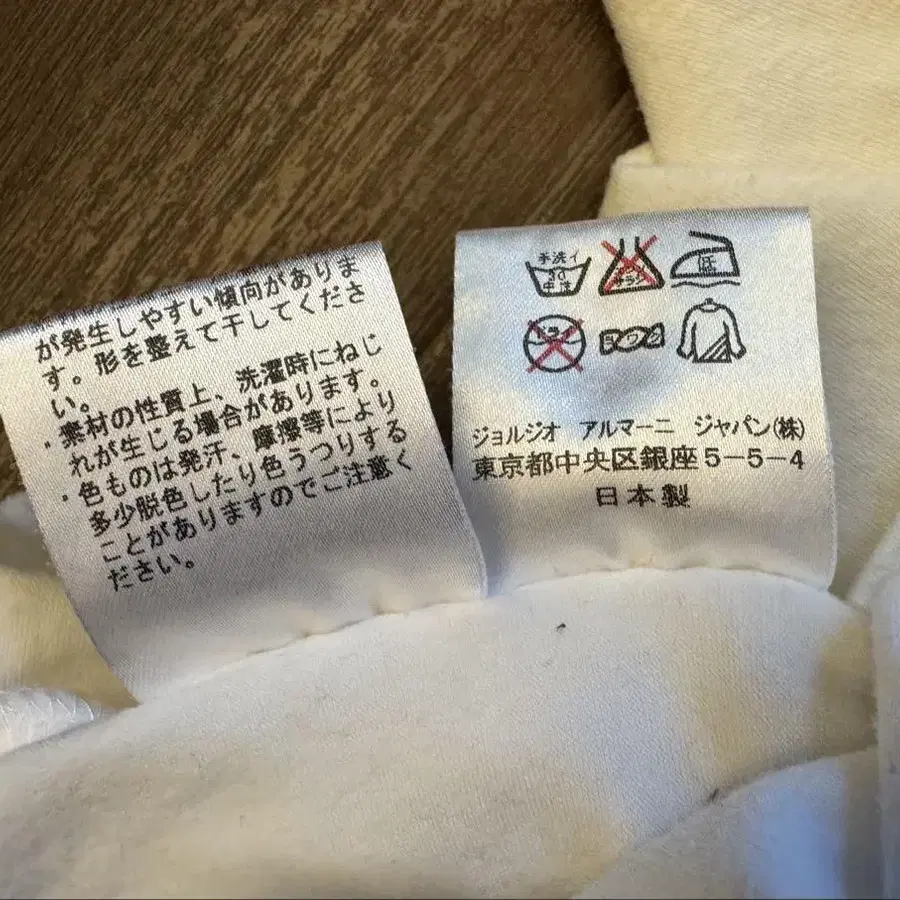 が発生しやすい傾向がありま
す。形を整えて干してくださ
い。
・素材の性質上、洗濯時にねじ
れが生じる場合があります。
・色ものは発汗、摩擦等により
多少脱色したり色うつりする
ことがありますのでご注意く
ださい。
手洗イ
30
中性
低
ヨワク
ジョルジオ アルマーニ ジャパン(株)
東京都中央区銀座5-5-4
日本製